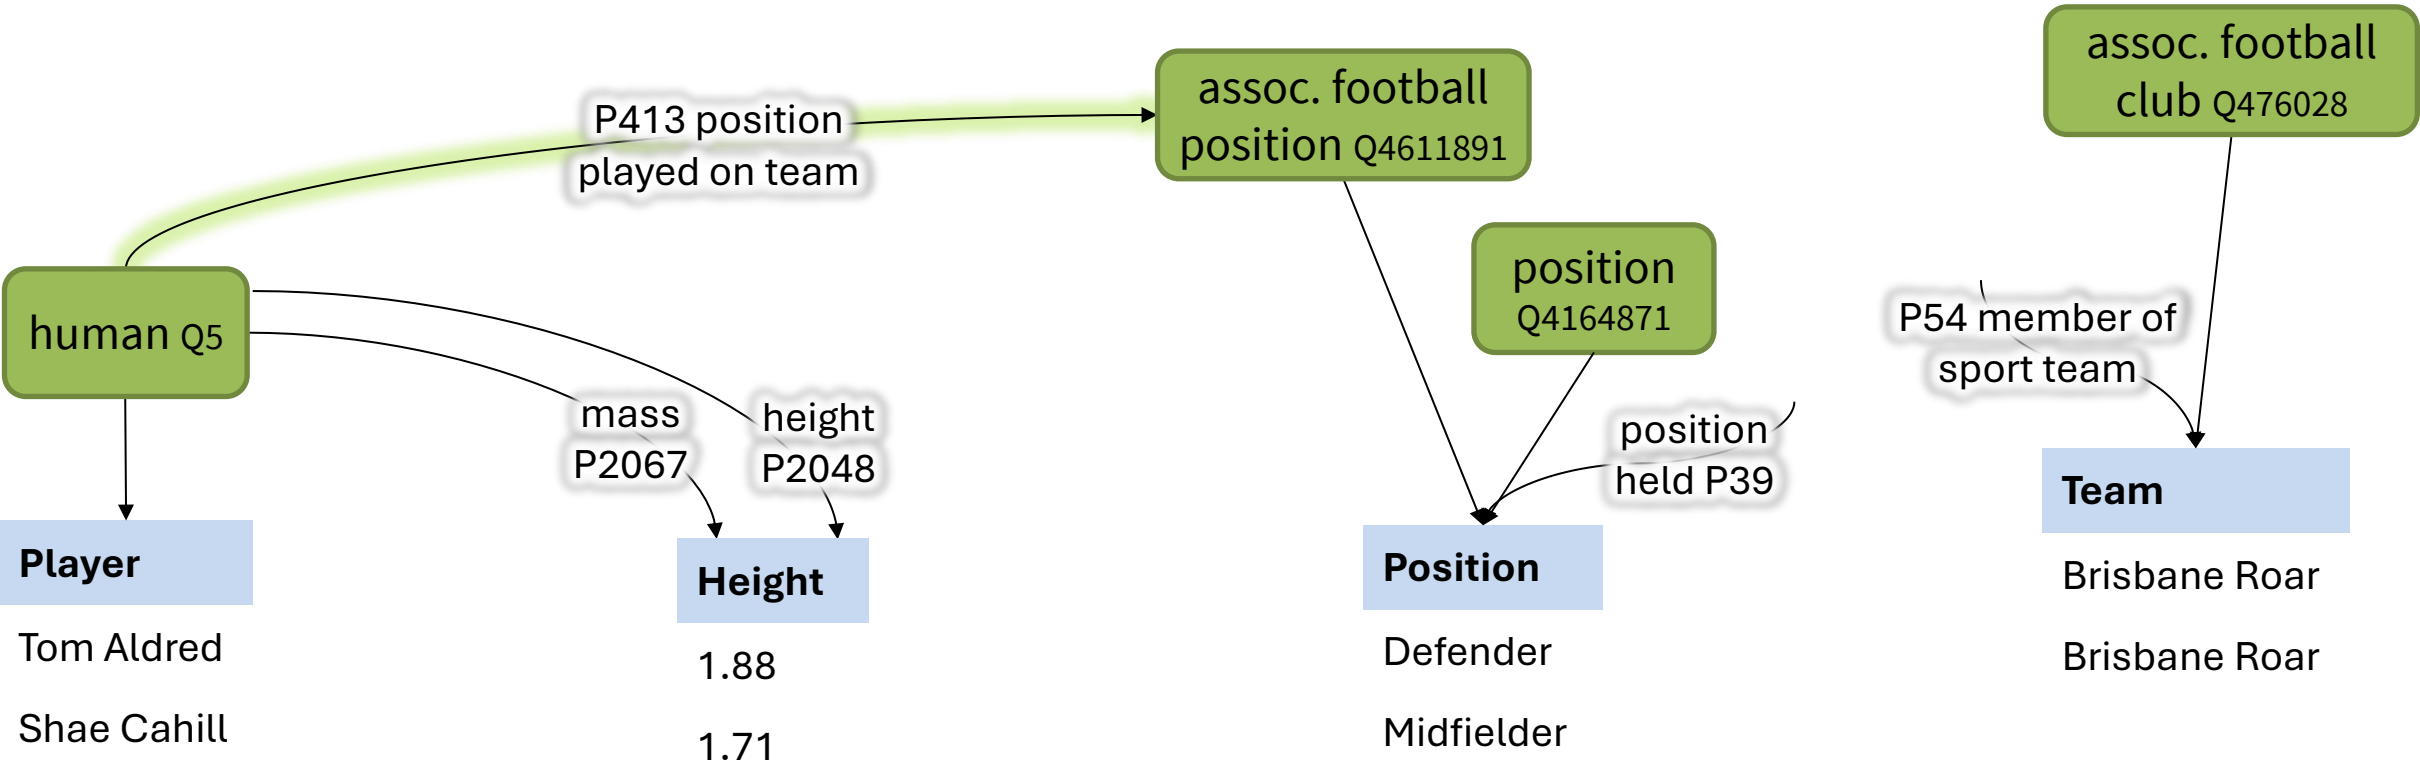 assoc. football
club Q476028
assoc. football
position Q4611891
P413 position
played on team
position
Q4164871
human Q5
P54 member of
sport team
mass
P2067
height
P2048
position
held P39
Player
Tom Aldred
Shae Cahill
Height
1.88
1.71
Position
Defender
Midfielder
Team
Brisbane Roar
Brisbane Roar